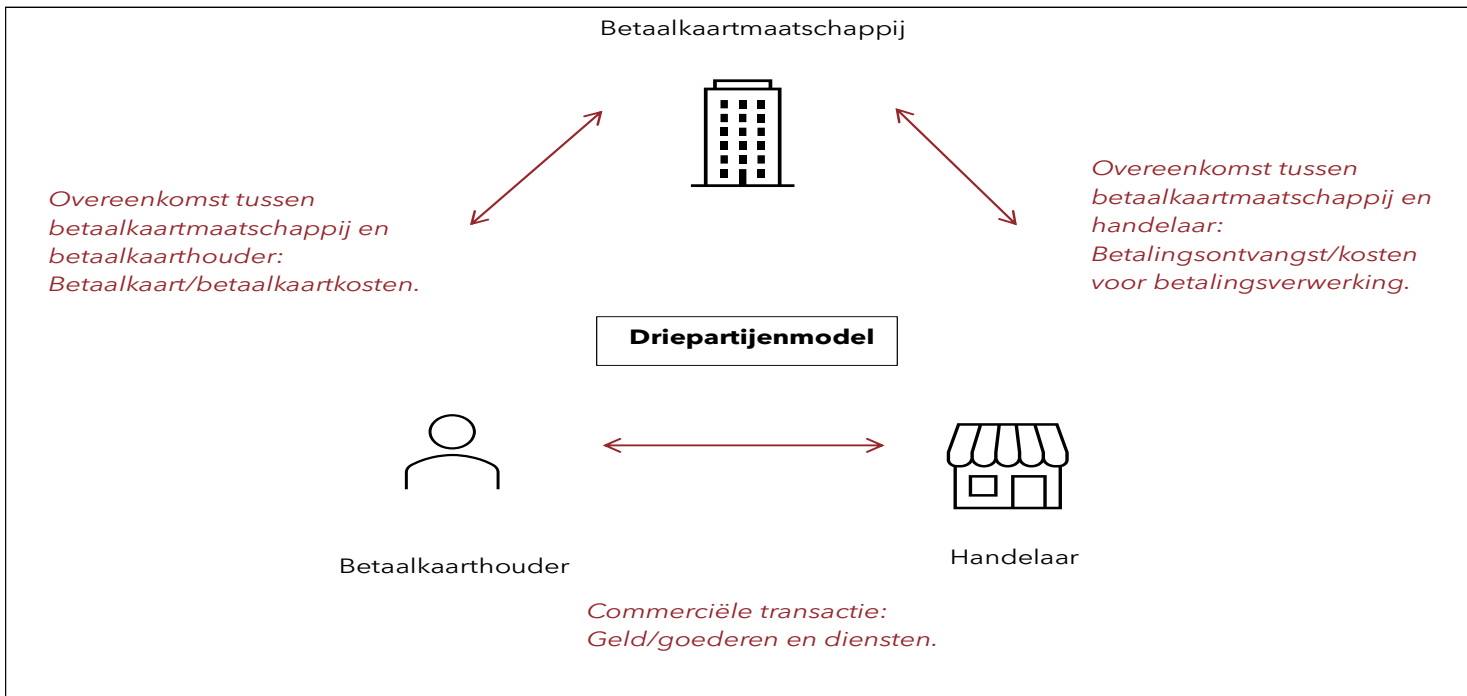 Betaalkaartmaatschappij
Overeenkomst tussen
betaalkaartmaatschappij en
betaalkaarthouder:
Betaalkaart/betaalkaartkosten.
Overeenkomst tussen
betaalkaartmaatschappij en
handelaar:
Betalingsontvangst/kosten
voor betalingsverwerking.
Driepartijenmodel
Betaalkaarthouder
Handelaar
Commerciële transactie:
Geld/goederen en diensten.